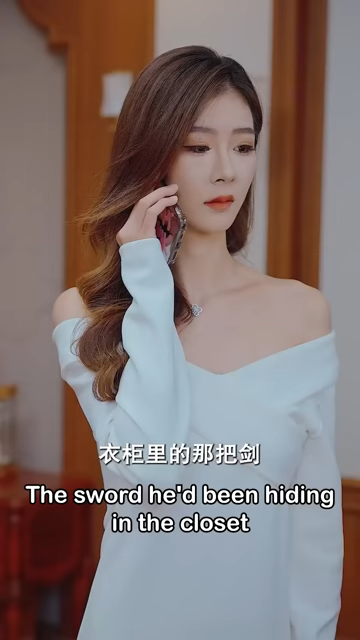 衣柜里的那把剑
The sword he'd been hiding
in the closet